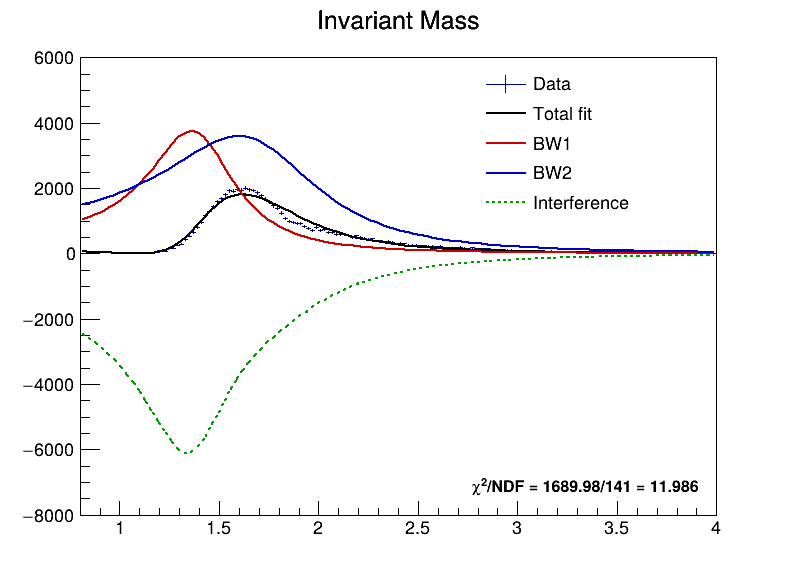 Invariant Mass
6000
4000
2000
0
−2000
−4000
−6000
−8000
Data
Total fit
BW1
BW2
Interference
χ²/NDF = 1689.98/141 = 11.986
1 1.5 2 2.5 3 3.5 4